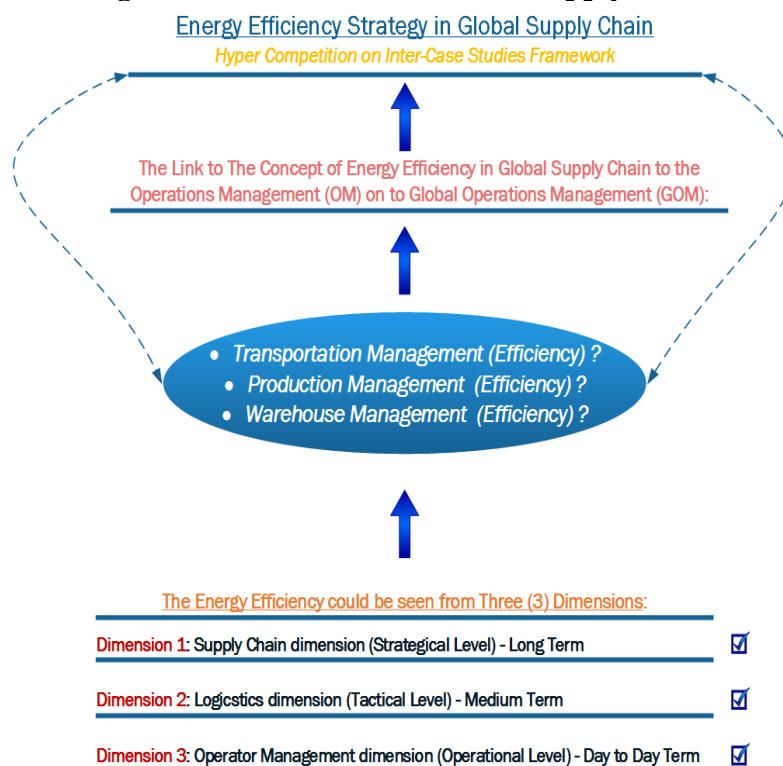 Energy Efficiency Strategy in Global Supply Chain
Hyper Competition on Inter-Case Studies Framework
The Link to The Concept of Energy Efficiency in Global Supply Chain to the
Operations Management (OM) on to Global Operations Management (GOM):
• Transportation Management (Efficiency) ?
• Production Management (Efficiency) ?
• Warehouse Management (Efficiency) ?
The Energy Efficiency could be seen from Three (3) Dimensions:
Dimension 1: Supply Chain dimension (Strategical Level) - Long Term
Dimension 2: Logicstics dimension (Tactical Level) - Medium Term
Dimension 3: Operator Management dimension (Operational Level) - Day to Day Term